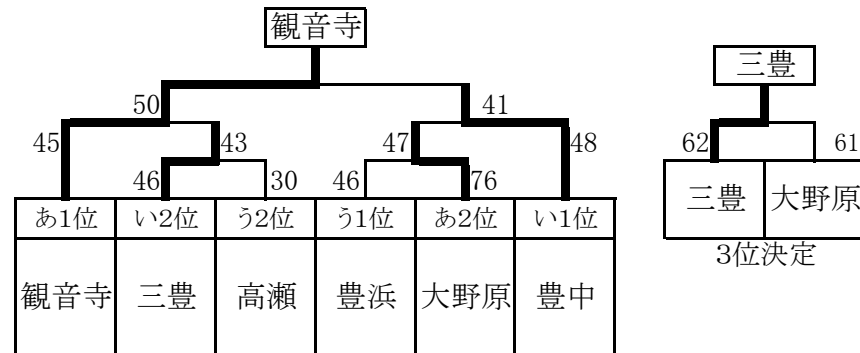 観音寺
三豊
50 41
45 43 47 48 62 61
46 30 46 76
あ1位 い2位 う2位 う1位 あ2位 い1位
三豊 大野原
3位決定
観音寺 三豊 高瀬 豊浜 大野原 豊中